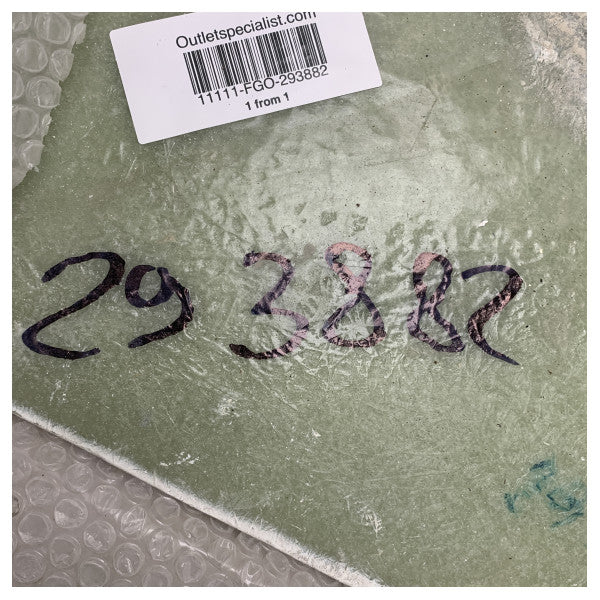 Outletspecialist.com
11111-FGO-293882
1 from 1
293882